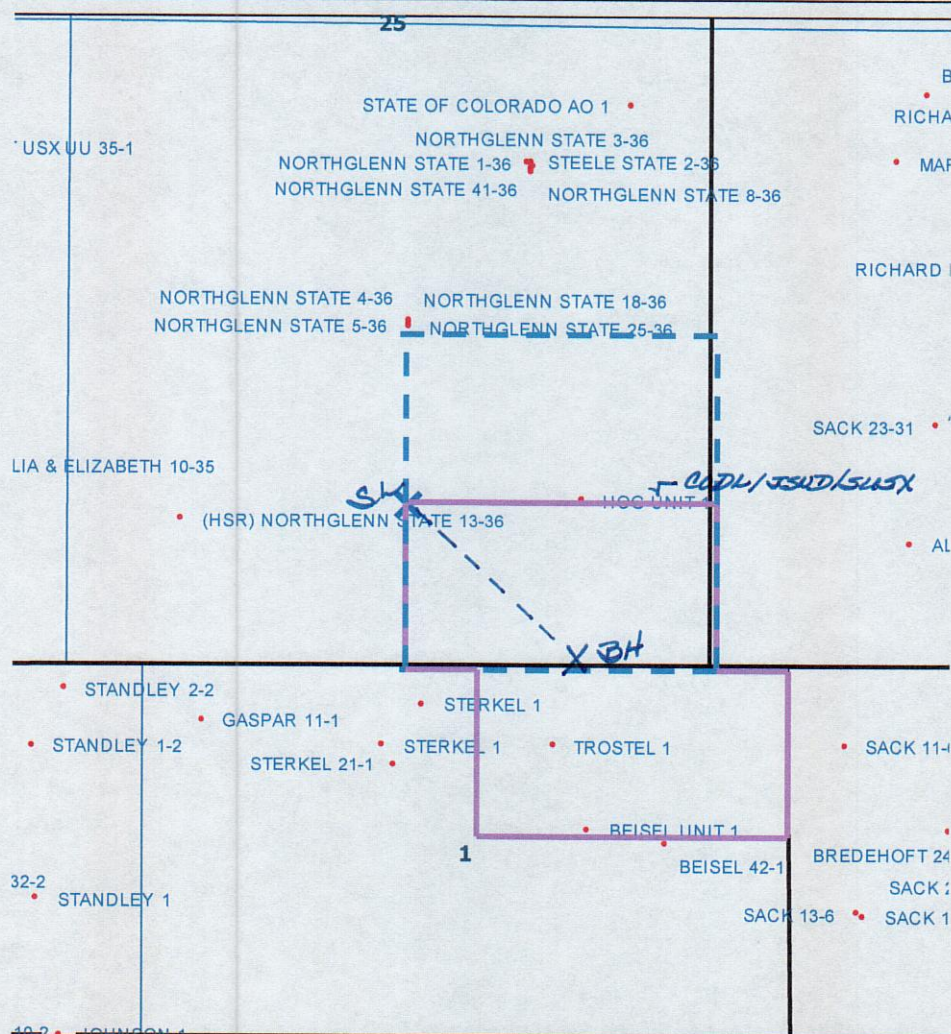 25
STATE OF COLORADO AO 1
RICHA
NORTHGLENN STATE 3-36
USX UU 35-1
NORTHGLENN STATE 1-36
STEELE STATE 2-36
MAR
NORTHGLENN STATE 41-36
NORTHGLENN STATE 8-36
RICHARD
NORTHGLENN STATE 4-36
NORTHGLENN STATE 18-36
NORTHGLENN STATE 5-36
NORTHGLENN STATE 25-36
SACK 23-31
LIA & ELIZABETH 10-35
HOC UNIT
(HSR) NORTHGLENN STATE 13-36
AL
X BH
STANDLEY 2-2
STERKEL 1
GASPAR 11-1
STANDLEY 1-2
STERKEL 1
TROSTEL 1
SACK 11-
STERKEL 21-1
BEISEL UNIT 1
1
BEISEL 42-1
BREDEHOFT 24
32-2
SACK
STANDLEY 1
SACK 13-6
SACK 1
JOHNSON 1